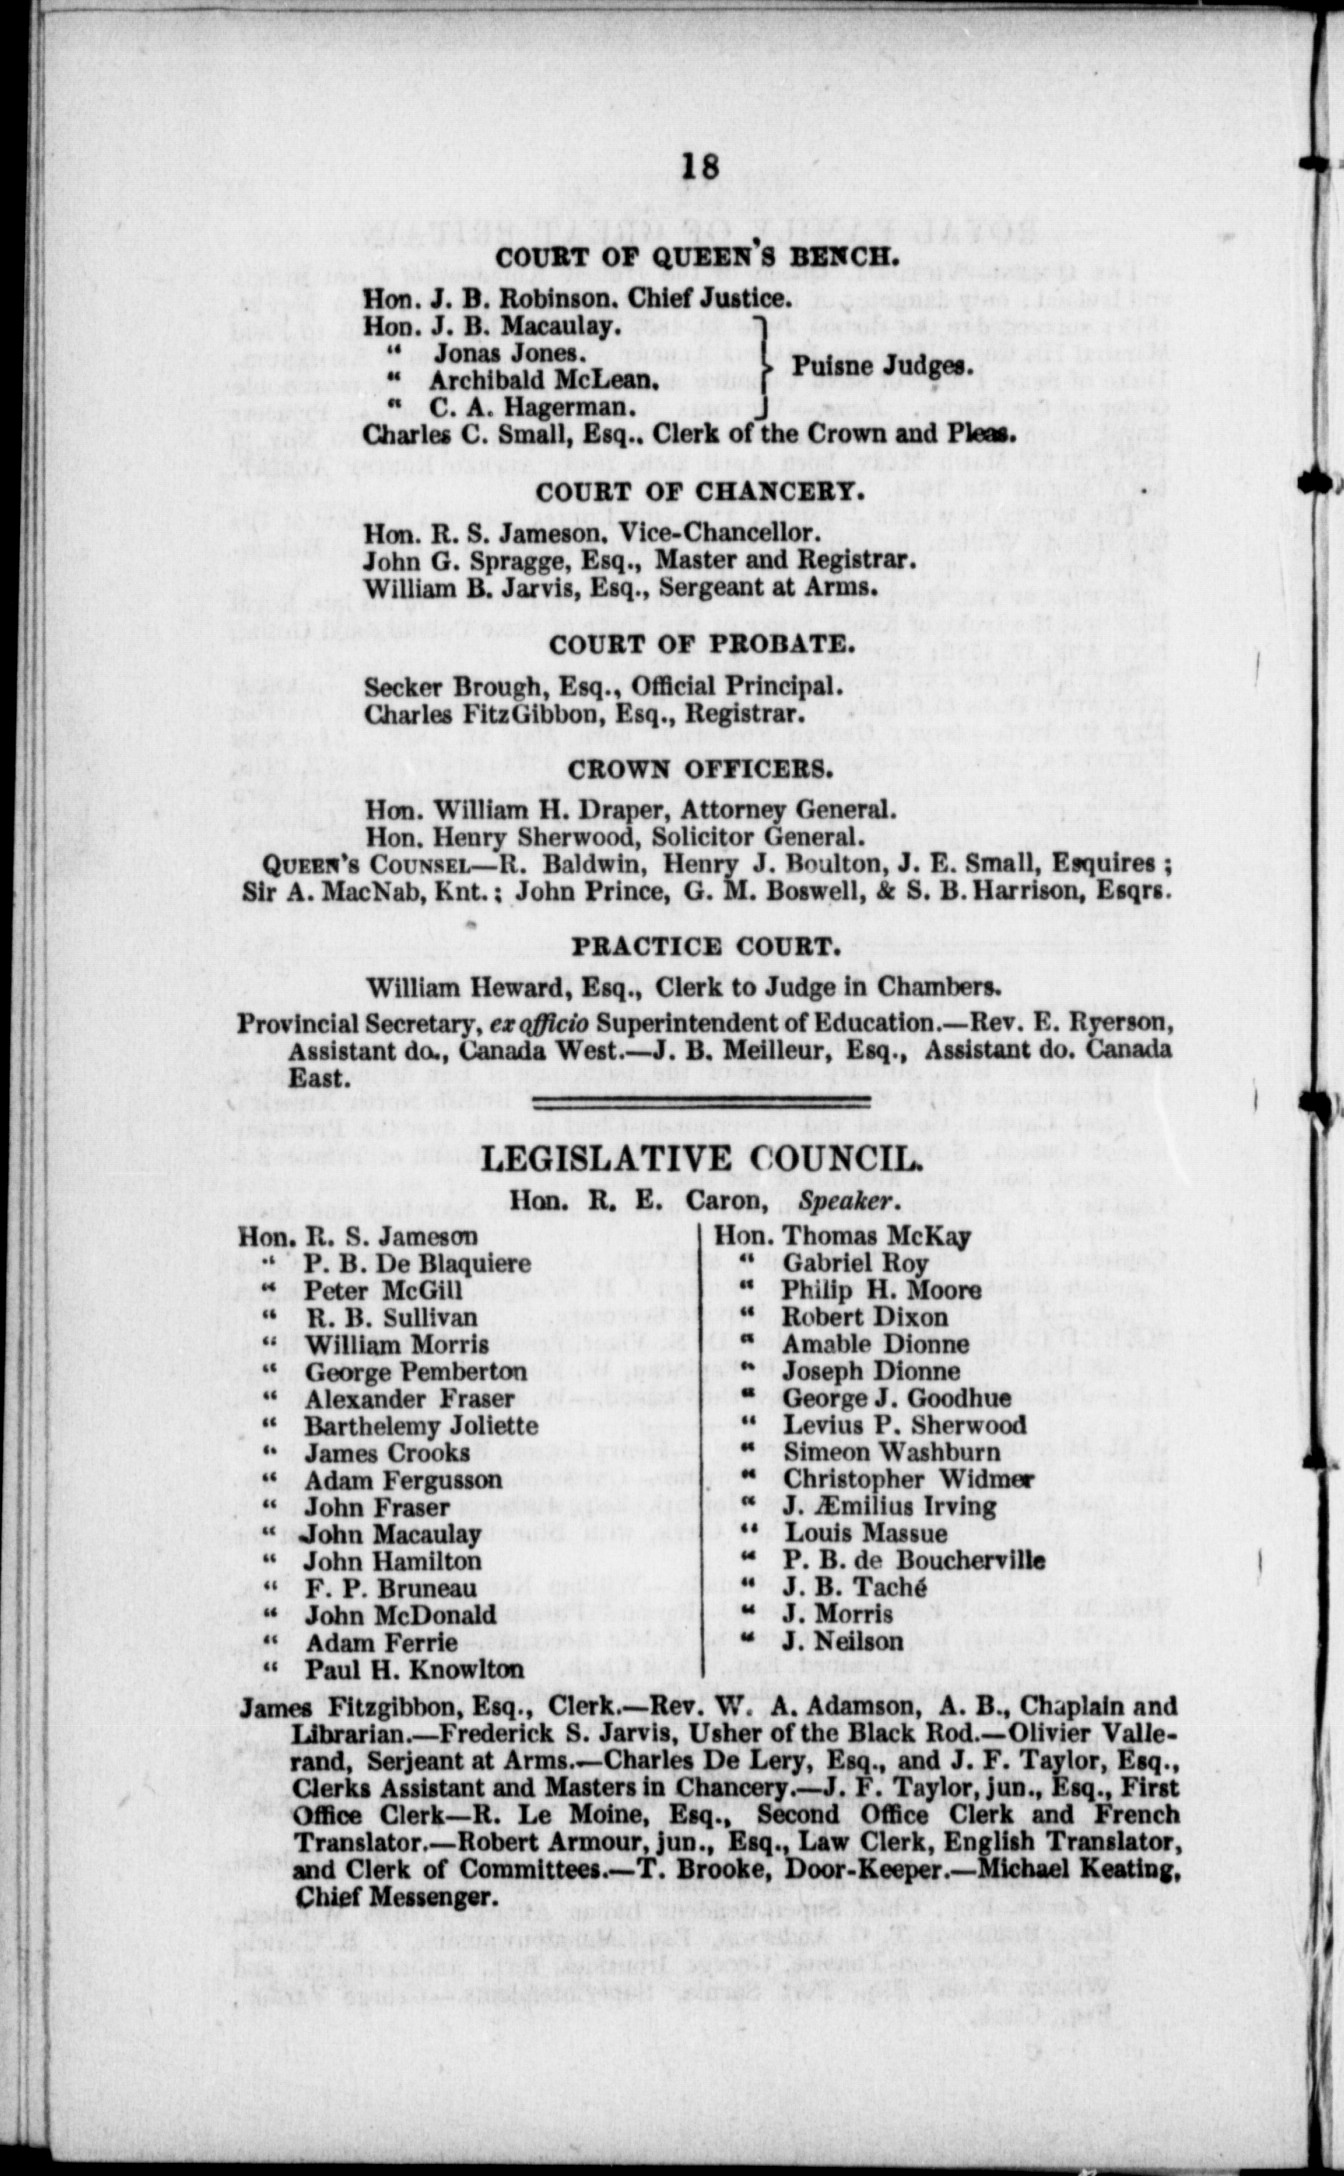 18
COURT OF QUEEN'S BENCH.
Hon. J. B. Robinson. Chief Justice.
Hon. J. B. Macaulay.
" Jonas Jones.
" Archibald McLean.
" C. A. Hagerman.
Puisne Judges.
Charles C. Small, Esq.. Clerk of the Crown and Pleas.
COURT OF CHANCERY.
Hon. R. S. Jameson. Vice-Chancellor.
John G. Spragge, Esq., Master and Registrar.
William B. Jarvis, Esq., Sergeant at Arms.
COURT OF PROBATE.
Secker Brough, Esq., Official Principal.
Charles FitzGibbon, Esq., Registrar.
CROWN OFFICERS.
Hon. William H. Draper, Attorney General.
Hon. Henry Sherwood, Solicitor General.
QUEEN'S COUNSEL—R. Baldwin, Henry J. Boulton, J. E. Small, Esquires ;
Sir A. MacNab, Knt. ; John Prince, G. M. Boswell, & S. B. Harrison, Esqrs.
PRACTICE COURT.
William Heward, Esq., Clerk to Judge in Chambers.
Provincial Secretary, ex officio Superintendent of Education.—Rev. E. Ryerson,
Assistant do., Canada West.—J. B. Meilleur, Esq., Assistant do. Canada
East.
LEGISLATIVE COUNCIL.
Hon. R. E. Caron, Speaker.
Hon. R. S. Jameson
" P. B. De Blaquiere
" Peter McGill
" R. B. Sullivan
" William Morris
" George Pemberton
" Alexander Fraser
" Barthelemy Joliette
" James Crooks
" Adam Fergusson
" John Fraser
" John Macaulay
" John Hamilton
" F. P. Bruneau
" John McDonald
" Adam Ferrie
" Paul H. Knowlton
Hon. Thomas McKay
" Gabriel Roy
" Philip H. Moore
" Robert Dixon
" Amable Dionne
" Joseph Dionne
" George J. Goodhue
" Levius P. Sherwood
" Simeon Washburn
" Christopher Widmer
" J. Æmilius Irving
" Louis Massue
" P. B. de Boucherville
" J. B. Taché
" J. Morris
" J. Neilson
James Fitzgibbon, Esq., Clerk.—Rev. W. A. Adamson, A. B., Chaplain and
Librarian.—Frederick S. Jarvis, Usher of the Black Rod.—Olivier Valle-
rand, Serjeant at Arms.—Charles De Lery, Esq., and J. F. Taylor, Esq.,
Clerks Assistant and Masters in Chancery.—J. F. Taylor, jun., Esq., First
Office Clerk—R. Le Moine, Esq., Second Office Clerk and French
Translator.—Robert Armour, jun., Esq., Law Clerk, English Translator,
and Clerk of Committees.—T. Brooke, Door-Keeper.—Michael Keating,
Chief Messenger.